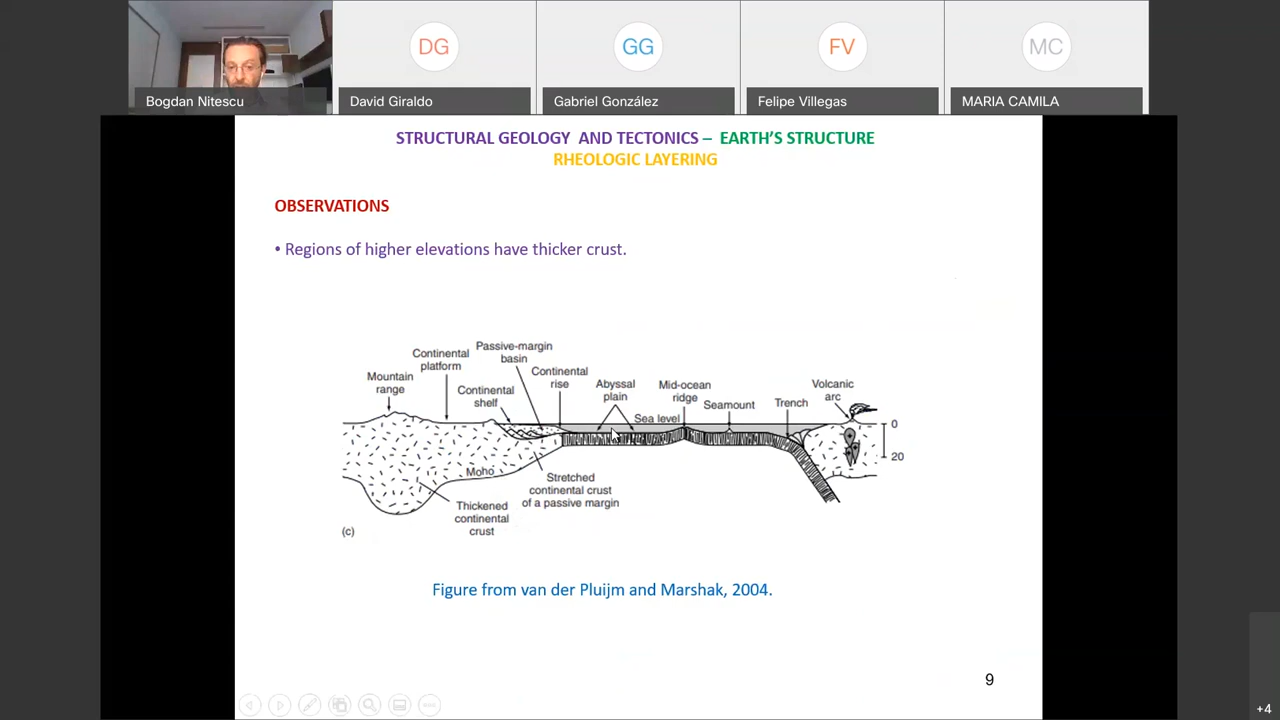 DG
GG
FV
MC
Bogdan Nitescu
David Giraldo
Gabriel González
Felipe Villegas
MARIA CAMILA
STRUCTURAL GEOLOGY AND TECTONICS – EARTH'S STRUCTURE
RHEOLOGIC LAYERING
OBSERVATIONS
• Regions of higher elevations have thicker crust.
Mountain
range
Continental
platform
Passive-margin
basin
Continental
shelf
Continental
rise
Abyssal
plain
Sea level
Mid-ocean
ridge
Seamount
Trench
Volcanic
arc
0
20
Moho
Thickened
continental
crust
Stretched
continental crust
of a passive margin
(c)
Figure from van der Pluijm and Marshak, 2004.
9
+4